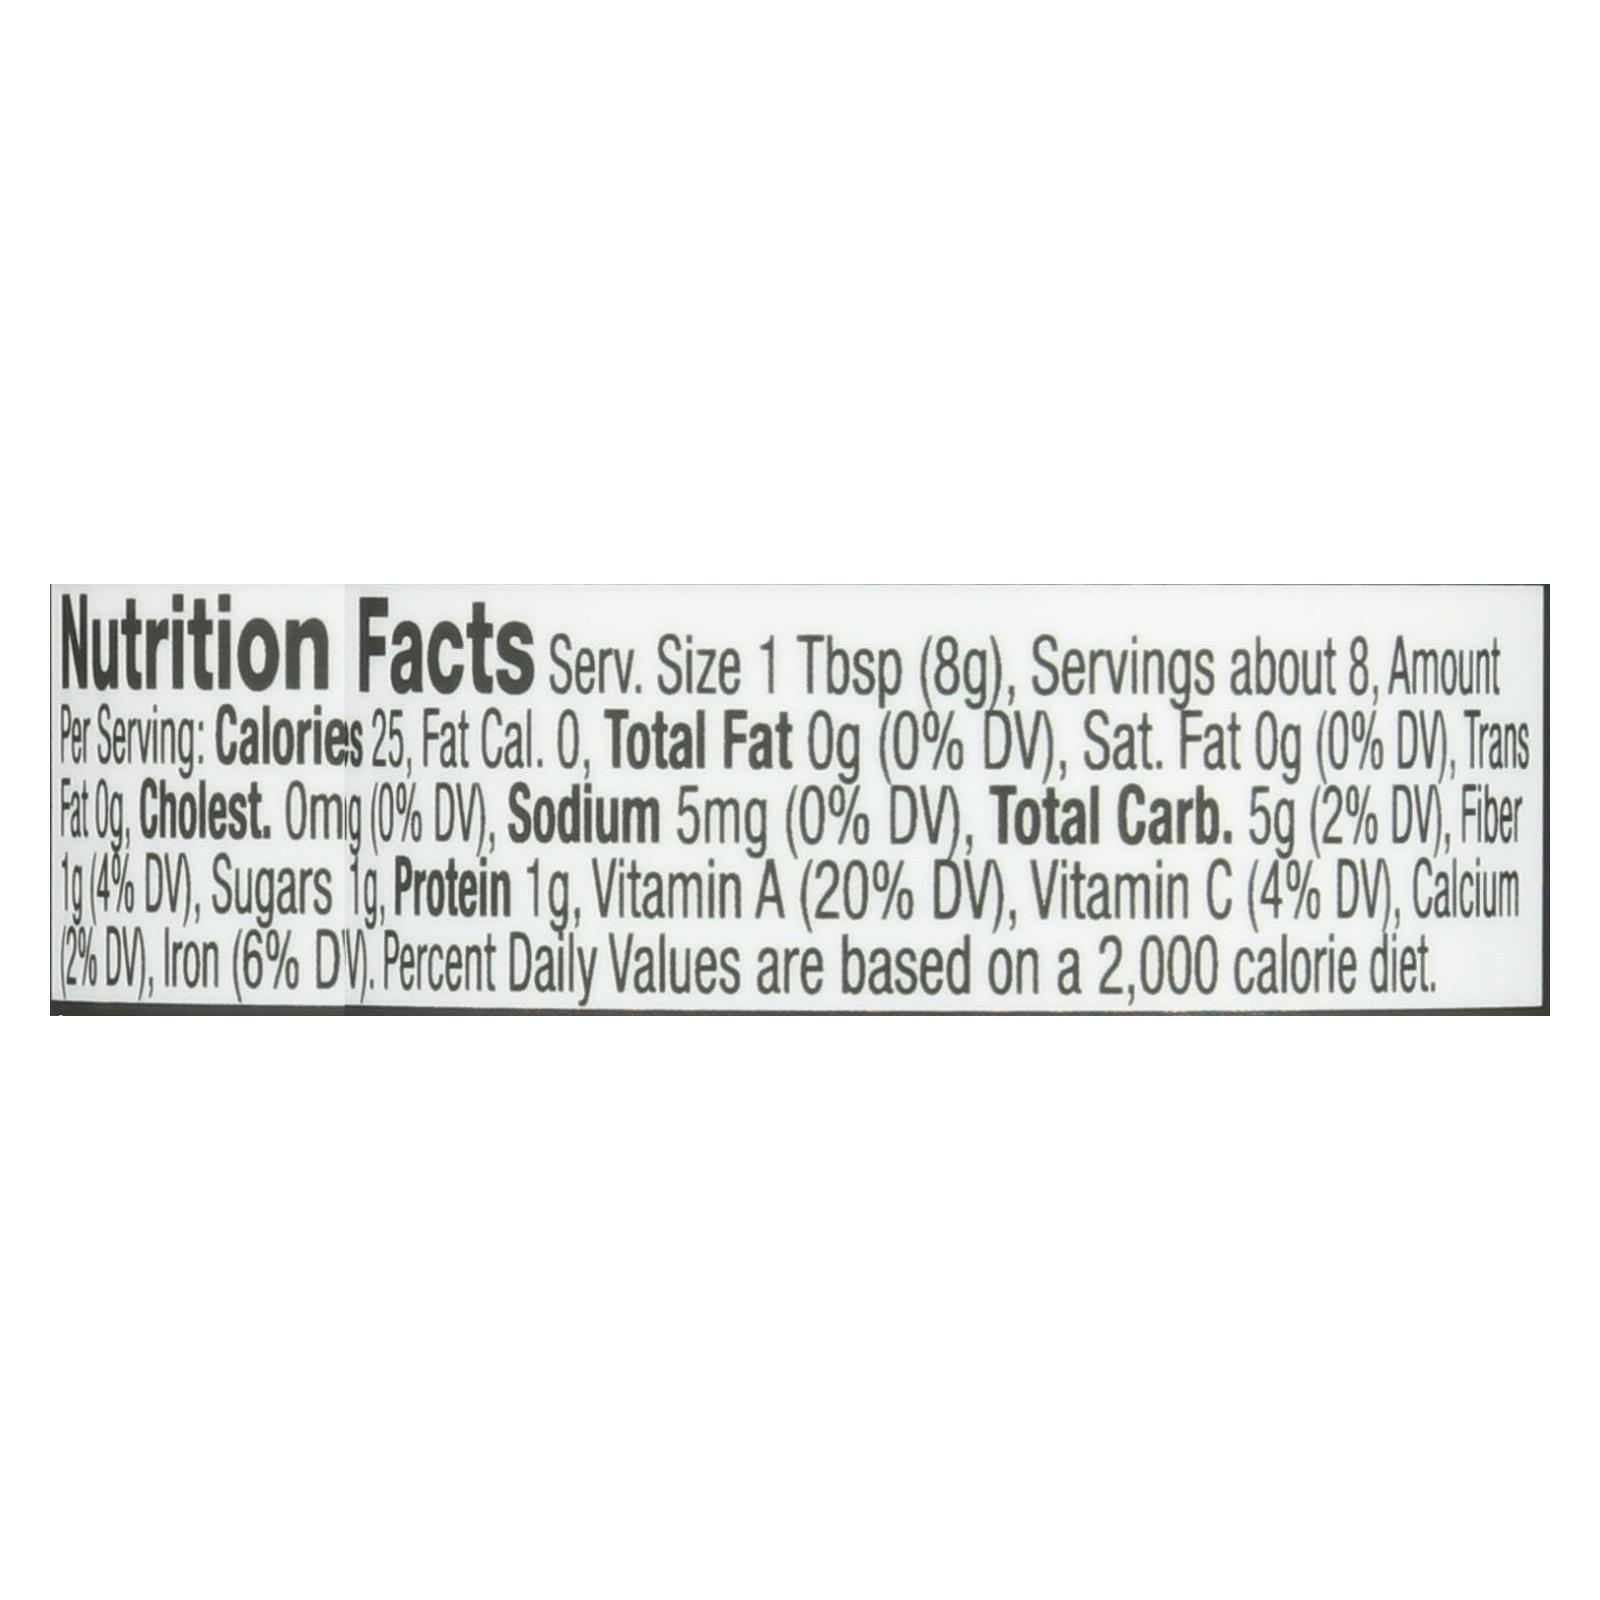 Nutrition Facts Serv. Size 1 Tbsp (8g), Servings about 8, Amount
Per Serving: Calories 25, Fat Cal. 0, Total Fat 0g (0% DV), Sat. Fat 0g (0% DV), Trans
Fat 0g, Cholest. 0mg (0% DV), Sodium 5mg (0% DV), Total Carb. 5g (2% DV), Fiber
1g (4% DV), Sugars 1g, Protein 1g, Vitamin A (20% DV), Vitamin C (4% DV), Calcium
(2% DV), Iron (6% DV). Percent Daily Values are based on a 2,000 calorie diet.